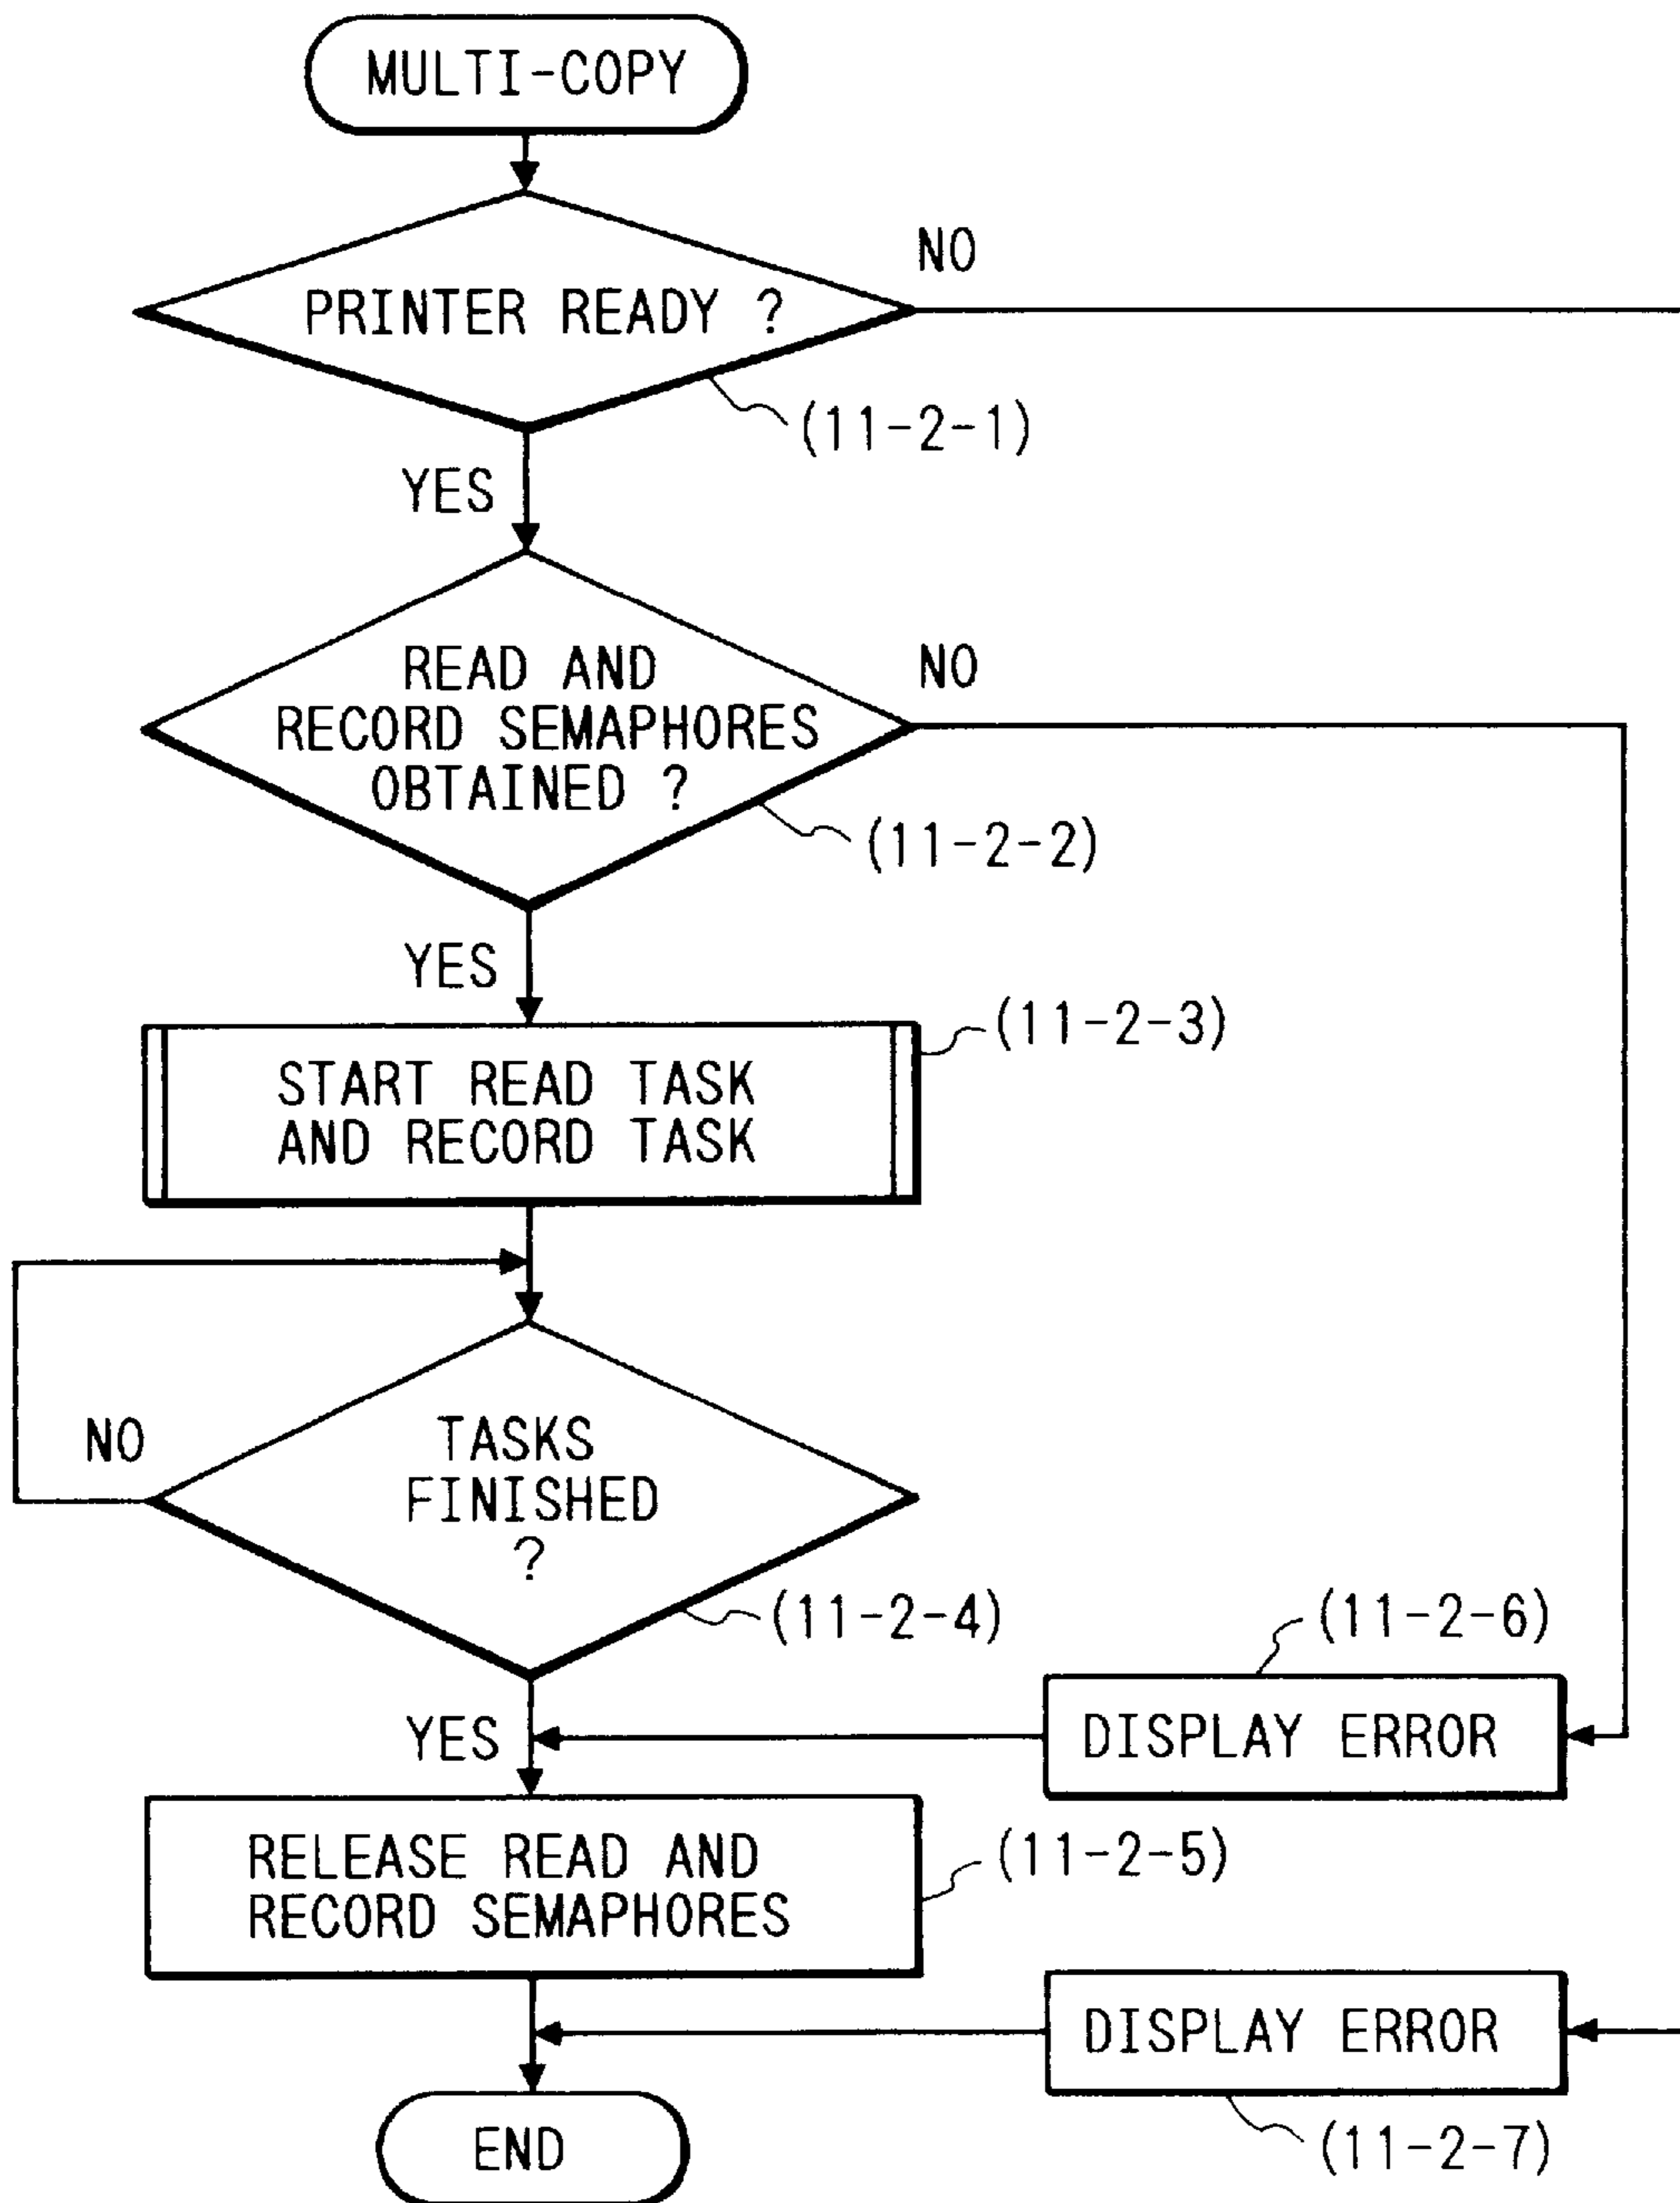 MULTI-COPY
PRINTER READY ?
NO
(11-2-1)
YES
READ AND
RECORD SEMAPHORES
OBTAINED ?
NO
(11-2-2)
YES
(11-2-3)
START READ TASK
AND RECORD TASK
NO
TASKS
FINISHED
?
(11-2-4)
(11-2-6)
YES
DISPLAY ERROR
RELEASE READ AND
RECORD SEMAPHORES
(11-2-5)
DISPLAY ERROR
END
(11-2-7)